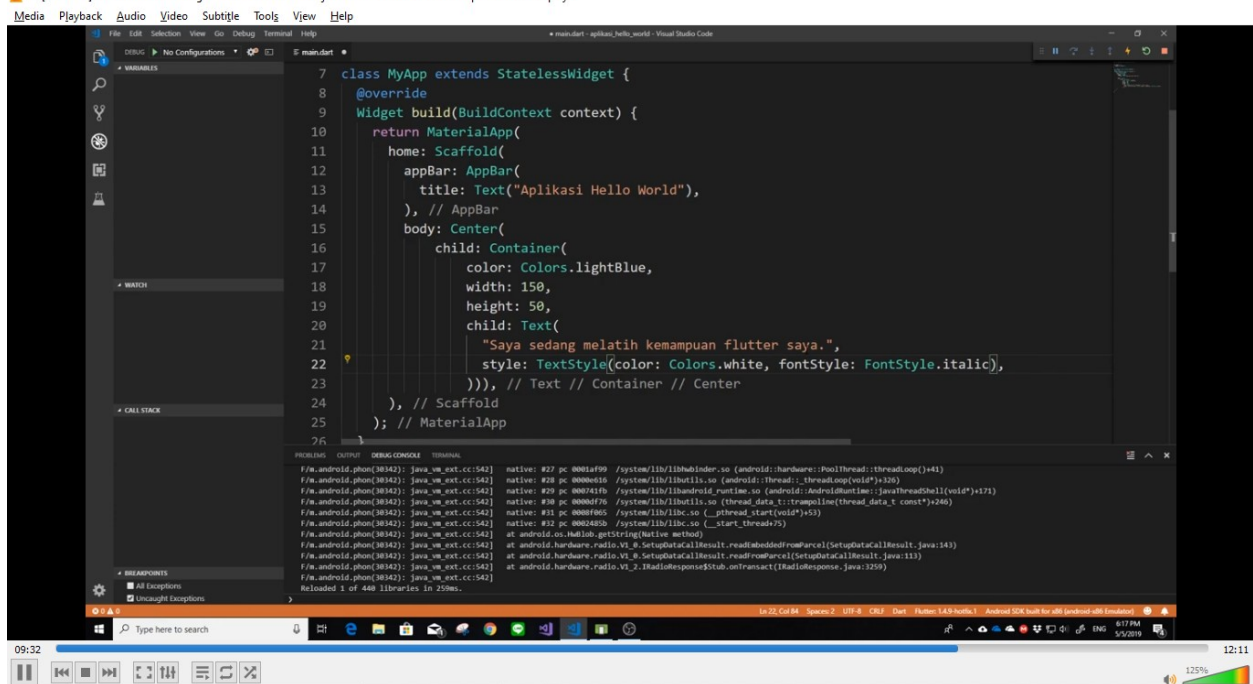 Media Playback Audio Video Subtitle Tools View Help
File Edit Selection View Go Debug Terminal Help
● main.dart - aplikasi_hello_world - Visual Studio Code
DEBUG No Configurations
main.dart ●
VARIABLES
7 class MyApp extends StatelessWidget {
8 @override
9 Widget build(BuildContext context) {
10 return MaterialApp(
11 home: Scaffold(
12 appBar: AppBar(
13 title: Text("Aplikasi Hello World"),
14 ), // AppBar
15 body: Center(
16 child: Container(
17 color: Colors.lightBlue,
18 width: 150,
19 height: 50,
20 child: Text(
21 "Saya sedang melatih kemampuan flutter saya.",
22 style: TextStyle(color: Colors.white, fontStyle: FontStyle.italic),
23 ))), // Text // Container // Center
24 ), // Scaffold
25 ); // MaterialApp
26 }
WATCH
CALL STACK
BREAKPOINTS
All Exceptions
Uncaught Exceptions
PROBLEMS OUTPUT DEBUG CONSOLE TERMINAL
F/m.android.phon(30342): java_vm_ext.cc:542] native: #27 pc 0001af99 /system/lib/libhwbinder.so (android::hardware::PoolThread::threadLoop()+41)
F/m.android.phon(30342): java_vm_ext.cc:542] native: #28 pc 0000e616 /system/lib/libutils.so (android::Thread::_threadLoop(void*)+326)
F/m.android.phon(30342): java_vm_ext.cc:542] native: #29 pc 000741fb /system/lib/libandroid_runtime.so (android::AndroidRuntime::javaThreadShell(void*)+171)
F/m.android.phon(30342): java_vm_ext.cc:542] native: #30 pc 0000df76 /system/lib/libutils.so (thread_data_t::trampoline(thread_data_t const*)+246)
F/m.android.phon(30342): java_vm_ext.cc:542] native: #31 pc 0008f065 /system/lib/libc.so (__pthread_start(void*)+53)
F/m.android.phon(30342): java_vm_ext.cc:542] native: #32 pc 0002485b /system/lib/libc.so (__start_thread+75)
F/m.android.phon(30342): java_vm_ext.cc:542] at android.os.HwBlob.getString(Native method)
F/m.android.phon(30342): java_vm_ext.cc:542] at android.hardware.radio.V1_0.SetupDataCallResult.readEmbeddedFromParcel(SetupDataCallResult.java:143)
F/m.android.phon(30342): java_vm_ext.cc:542] at android.hardware.radio.V1_0.SetupDataCallResult.readFromParcel(SetupDataCallResult.java:113)
F/m.android.phon(30342): java_vm_ext.cc:542] at android.hardware.radio.V1_2.IRadioResponse$Stub.onTransact(IRadioResponse.java:3259)
F/m.android.phon(30342): java_vm_ext.cc:542]
Reloaded 1 of 440 libraries in 259ms.
>
0 0 Ln 22, Col 84 Spaces: 2 UTF-8 CRLF Dart Flutter: 1.4.9-hotfix.1 Android SDK built for x86 (android-x86 Emulator)
Type here to search
ENG 6:17 PM
5/5/2019
09:32 12:11
125%